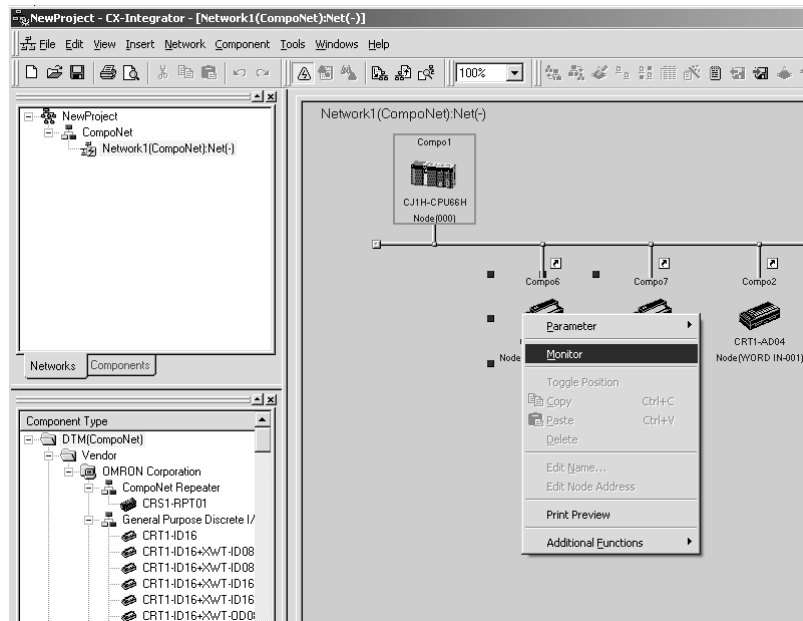 NewProject - CX-Integrator - [Network1(CompoNet):Net(-)]
File Edit View Insert Network Component Tools Windows Help
100%
NewProject
CompoNet
Network1(CompoNet):Net(-)
Networks Components
Component Type
DTM(CompoNet)
Vendor
OMRON Corporation
CompoNet Repeater
CRS1-RPT01
General Purpose Discrete I/
CRT1-ID16
CRT1-ID16+XWT-ID08
CRT1-ID16+XWT-ID08
CRT1-ID16+XWT-ID16
CRT1-ID16+XWT-ID16
CRT1-ID16+XWT-OD0
Network1(CompoNet):Net(-)
Compo1
CJ1H-CPU66H
Node(000)
Compo6
Compo7
Compo2
CRT1-AD04
Node(WORD IN-001)
Node
Parameter
Monitor
Toggle Position
Copy Ctrl+C
Paste Ctrl+V
Delete
Edit Name...
Edit Node Address
Print Preview
Additional Functions